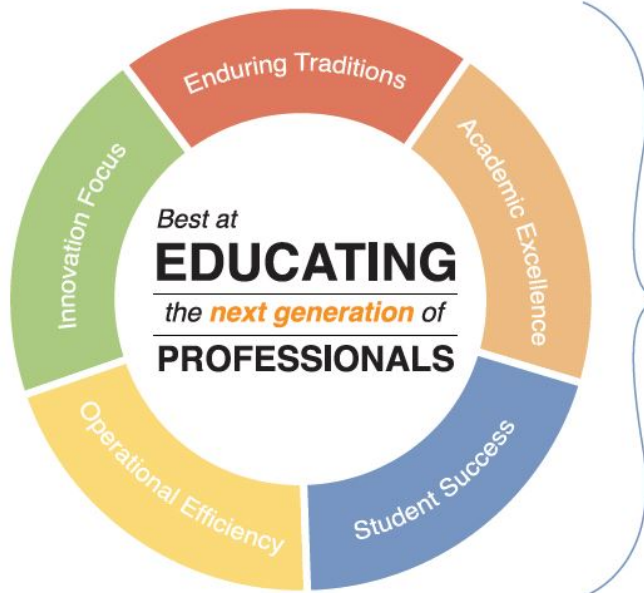 Enduring Traditions
Academic Excellence
Student Success
Operational Efficiency
Innovation Focus
Best at
EDUCATING
the next generation of
PROFESSIONALS